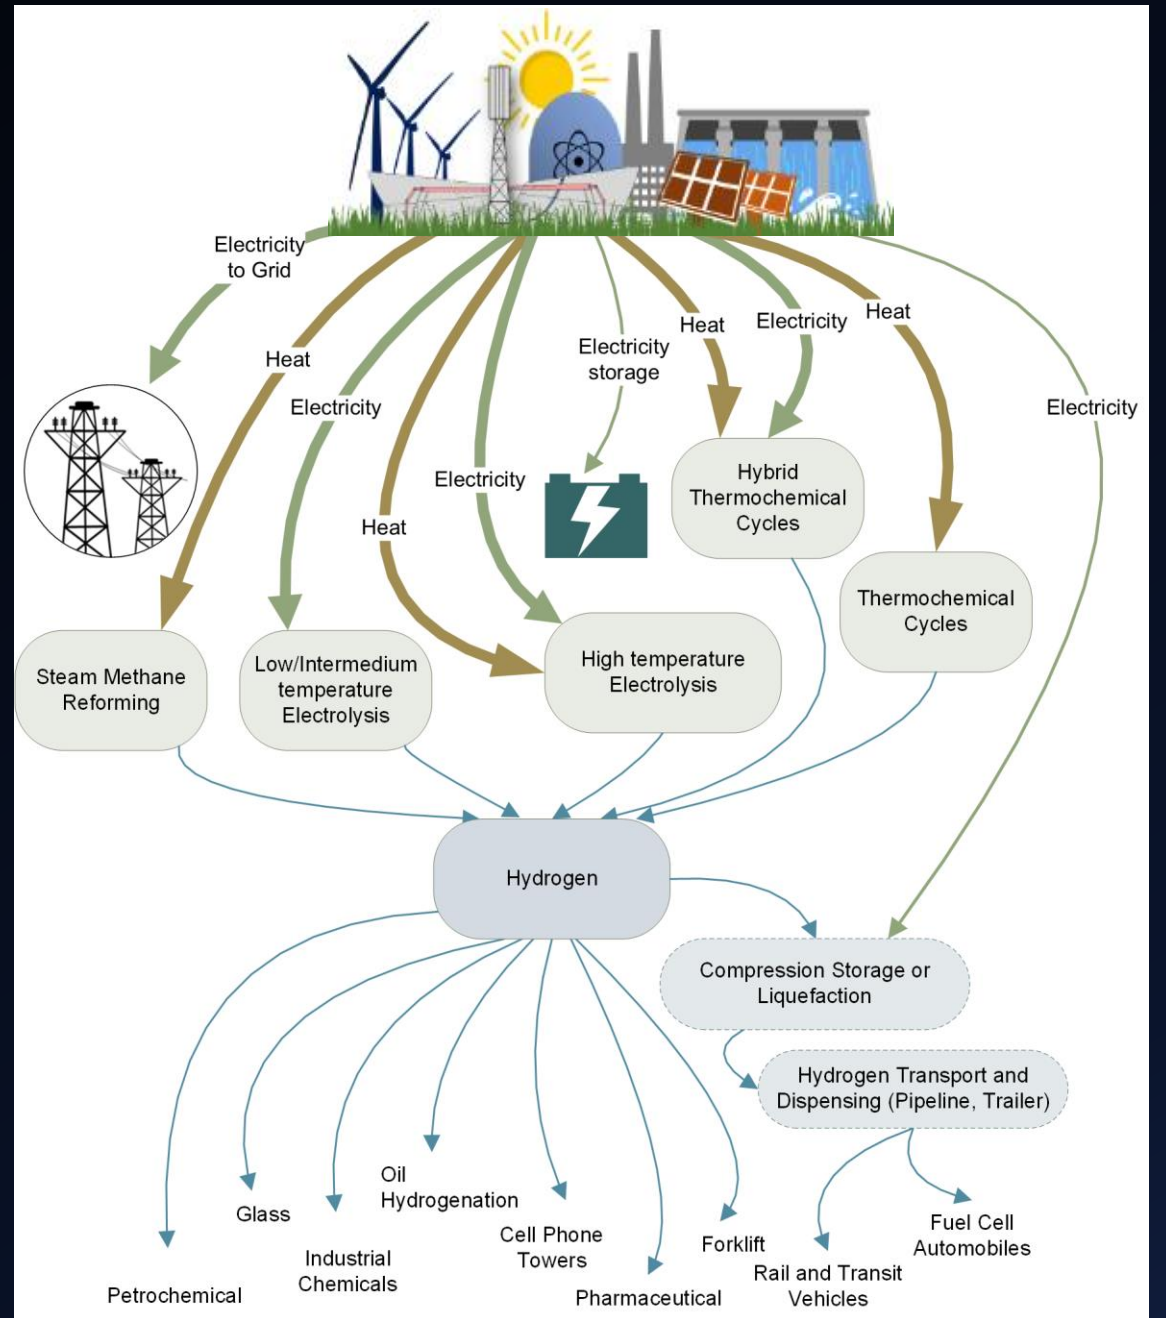 Electricity
to Grid
Heat
Electricity
Heat
Electricity
Electricity
storage
Heat
Electricity
Heat
Electricity
Hybrid
Thermochemical
Cycles
Thermochemical
Cycles
Steam Methane
Reforming
Low/Intermedium
temperature
Electrolysis
High temperature
Electrolysis
Hydrogen
Compression Storage or
Liquefaction
Hydrogen Transport and
Dispensing (Pipeline, Trailer)
Petrochemical
Glass
Industrial
Chemicals
Oil
Hydrogenation
Cell Phone
Towers
Pharmaceutical
Forklift
Rail and Transit
Vehicles
Fuel Cell
Automobiles